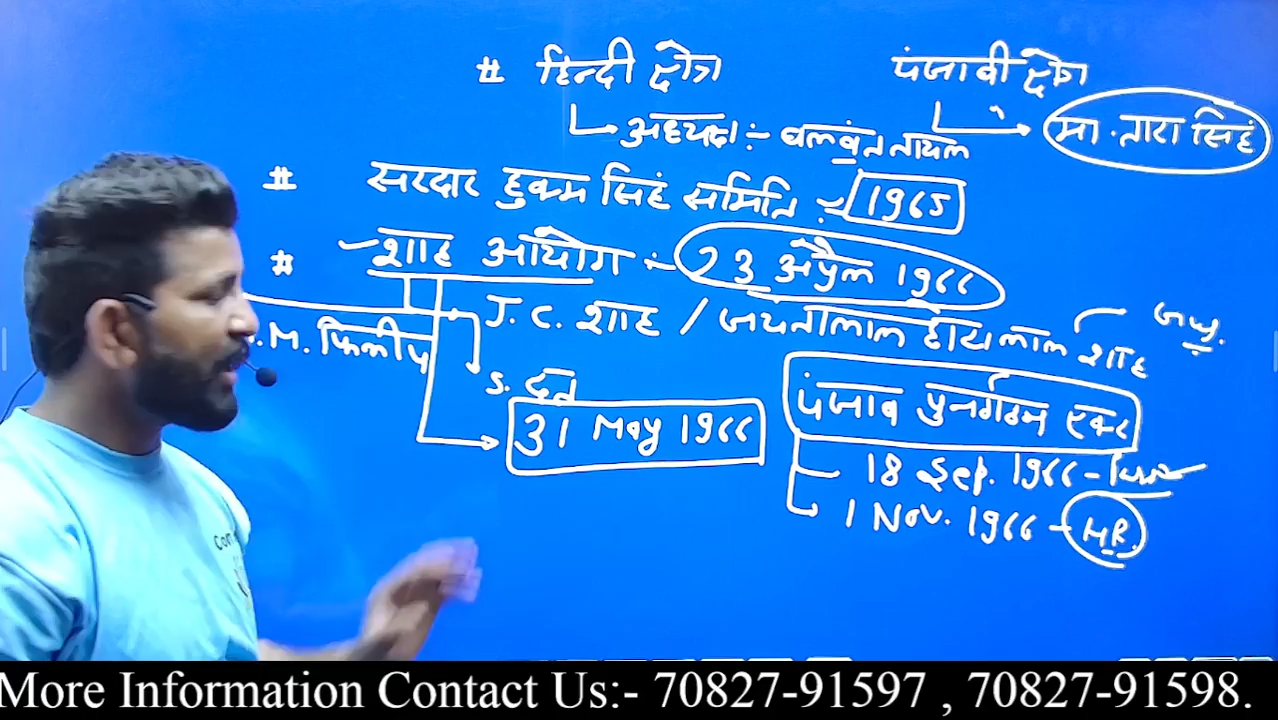 # हिन्दी क्षेत्र पंजाबी क्षेत्र
अध्यक्ष :- बलवंत तायल मा. तारा सिंह
# सरदार हुकम सिंह समिति :- 1965
# शाह आयोग :- 23 अप्रैल 1966
J. C. शाह / जयन्तीलाल शाह
.M. फिलीप
S. दत्त
31 May 1966
पंजाब पुनर्गठन एक्ट
18 Sep. 1966 -
1 Nov. 1966 - HR.
More Information Contact Us:- 70827-91597 , 70827-91598.